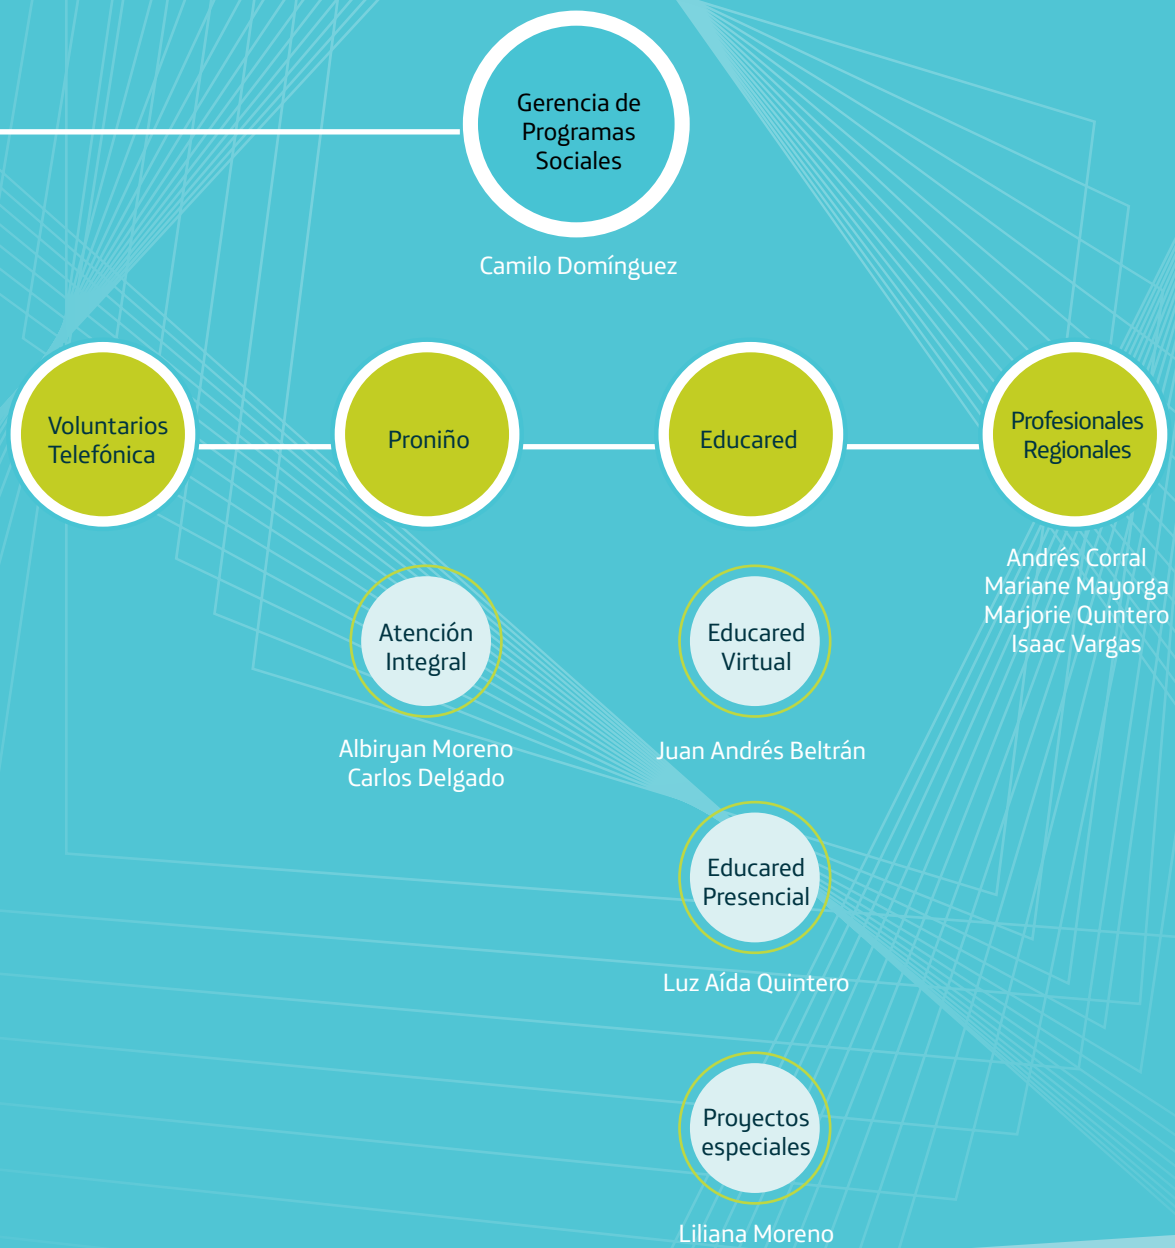 Gerencia de
Programas
Sociales
Camilo Domínguez
Voluntarios
Telefónica
Proniño
Educared
Profesionales
Regionales
Andrés Corral
Mariane Mayorga
Marjorie Quintero
Isaac Vargas
Atención
Integral
Albiryan Moreno
Carlos Delgado
Educared
Virtual
Juan Andrés Beltrán
Educared
Presencial
Luz Aída Quintero
Proyectos
especiales
Liliana Moreno